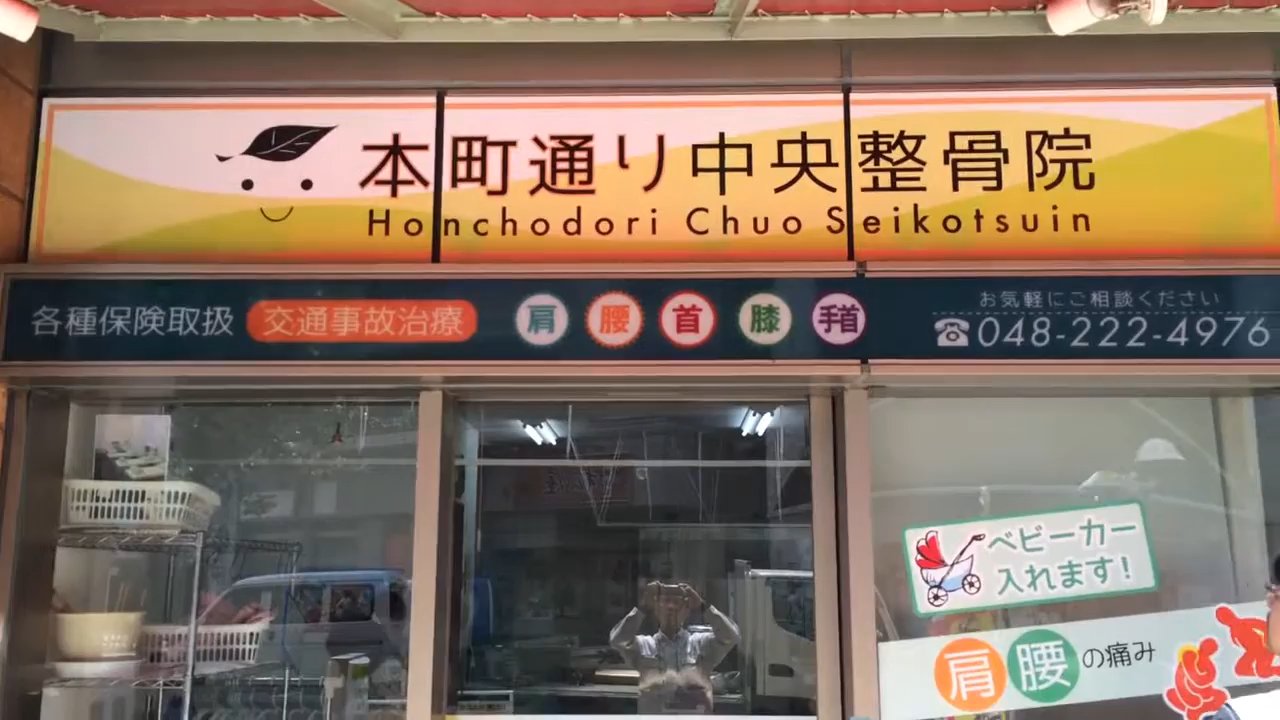 本町通り中央整骨院
Honchodori Chuo Seikotsuin
各種保険取扱 交通事故治療 肩 腰 首 膝 手首
お気軽にご相談ください
☎048-222-4976
ベビーカー
入れます!
肩 腰 の痛み